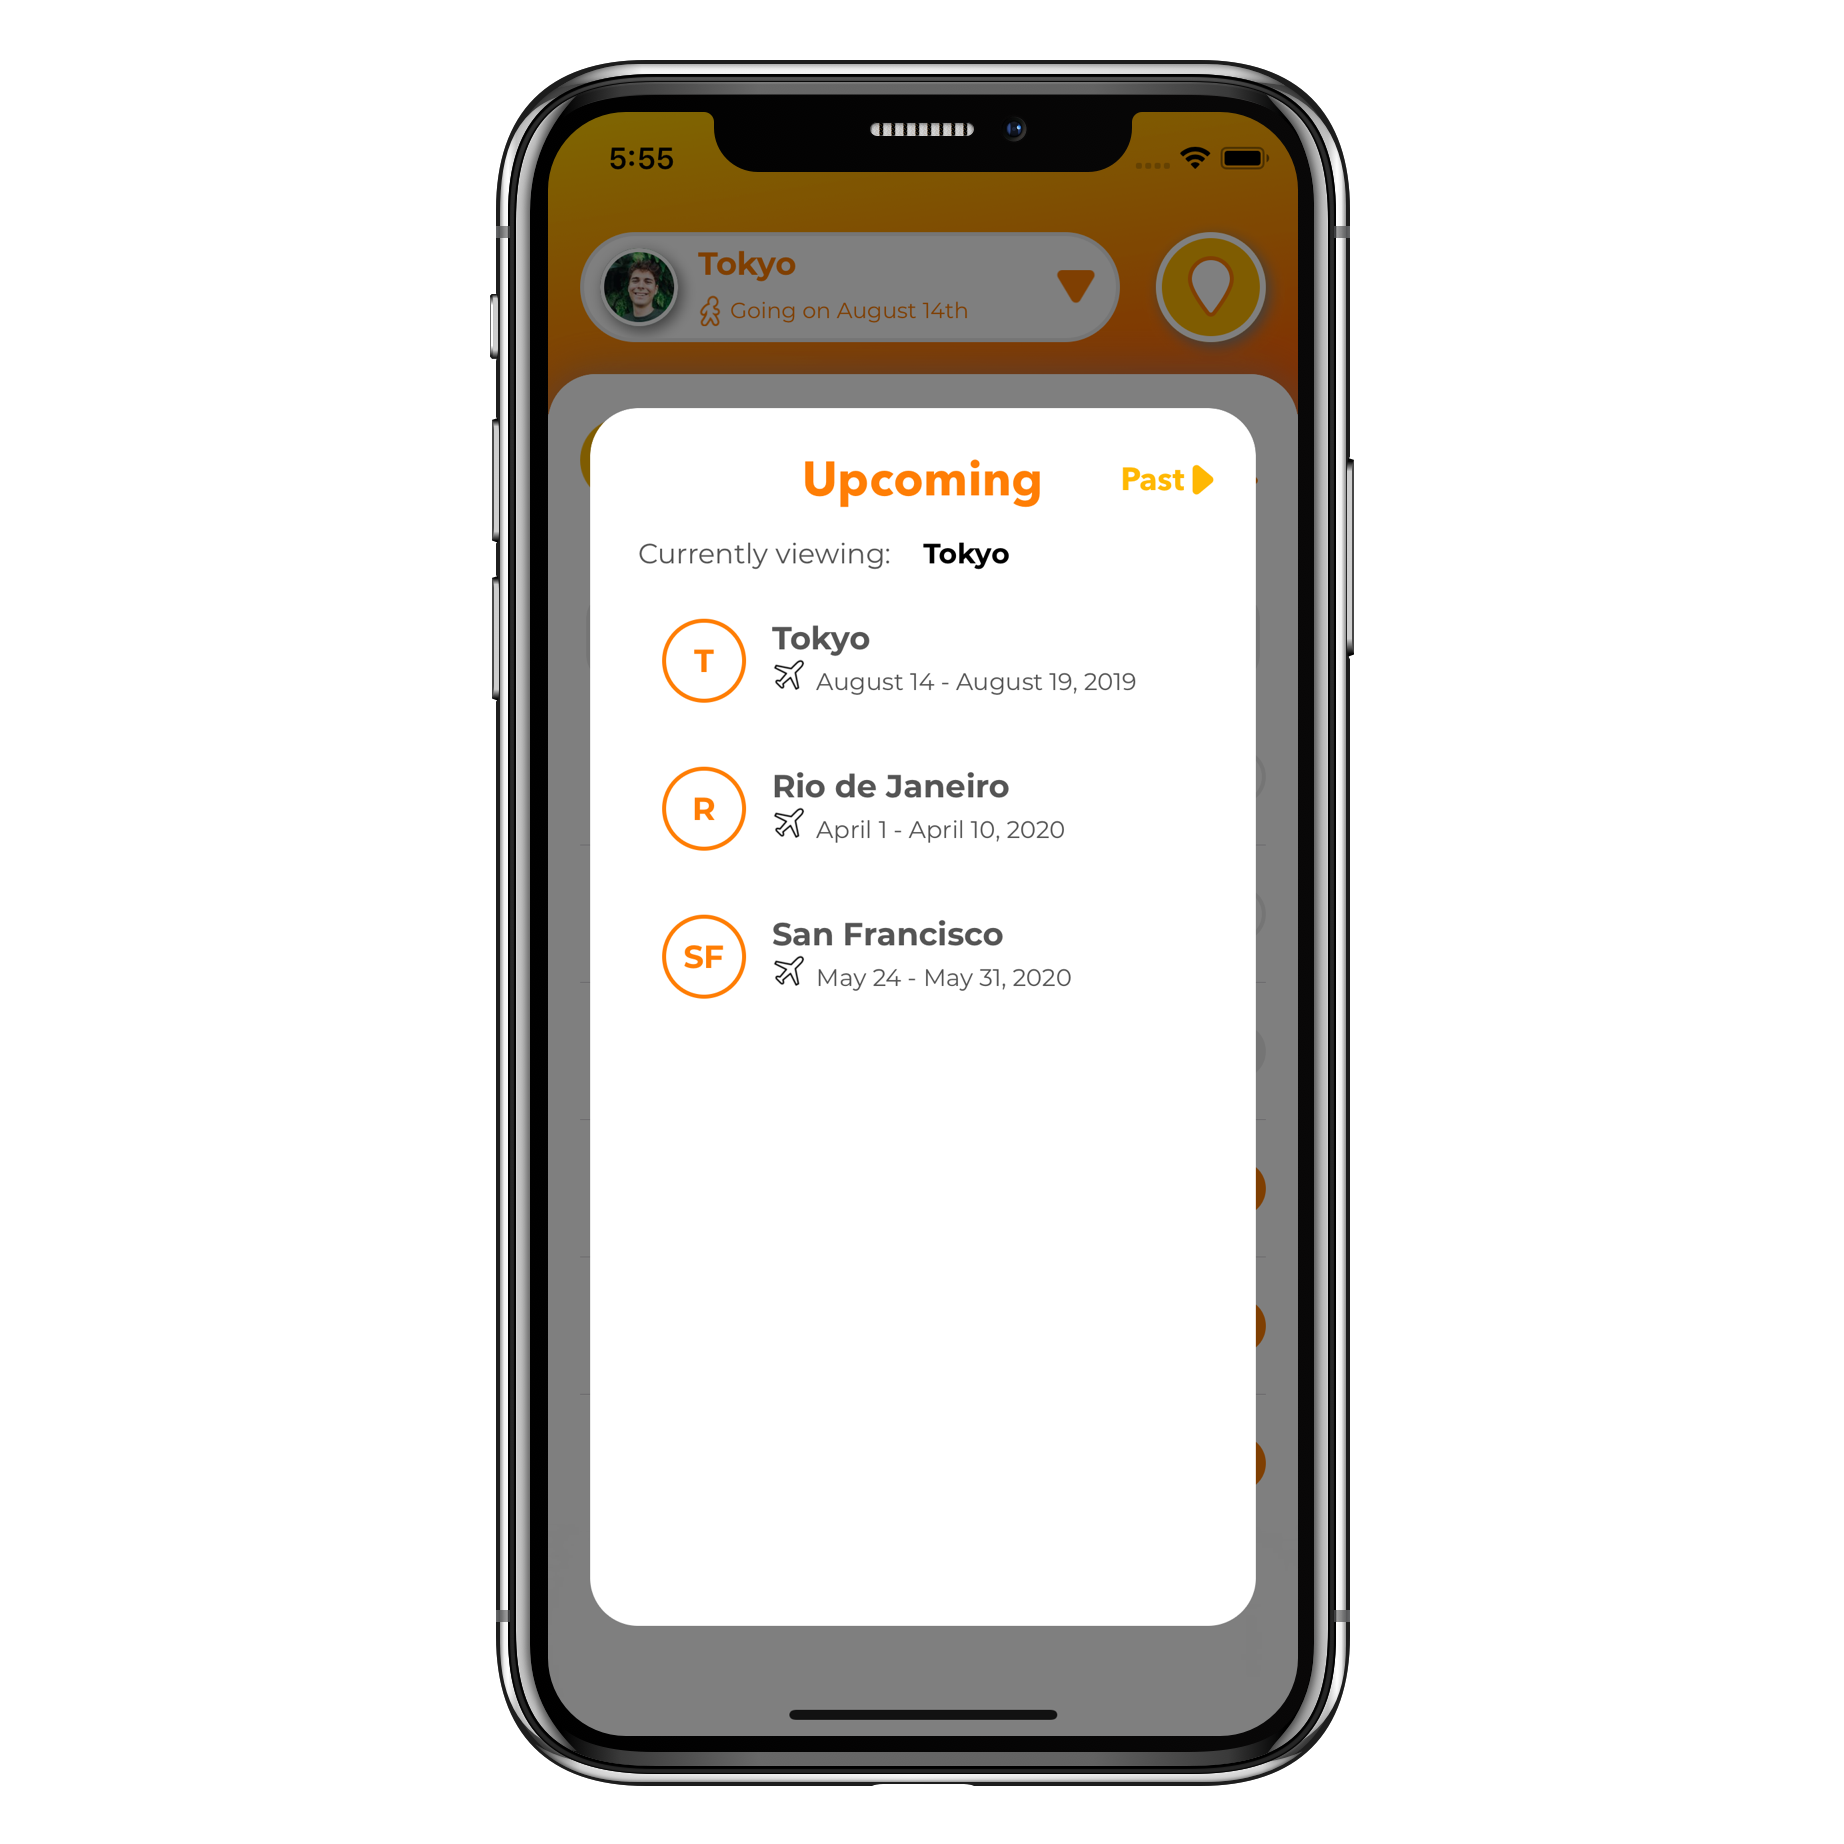 5:55
Tokyo
Going on August 14th
Upcoming
Past
Currently viewing: Tokyo
T
Tokyo
August 14 - August 19, 2019
R
Rio de Janeiro
April 1 - April 10, 2020
SF
San Francisco
May 24 - May 31, 2020